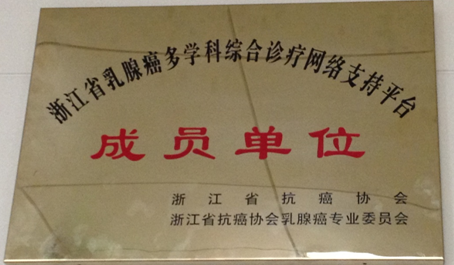 浙江省乳腺癌多学科综合诊疗网络支持平台
成员单位
浙江省抗癌协会
浙江省抗癌协会乳腺癌专业委员会